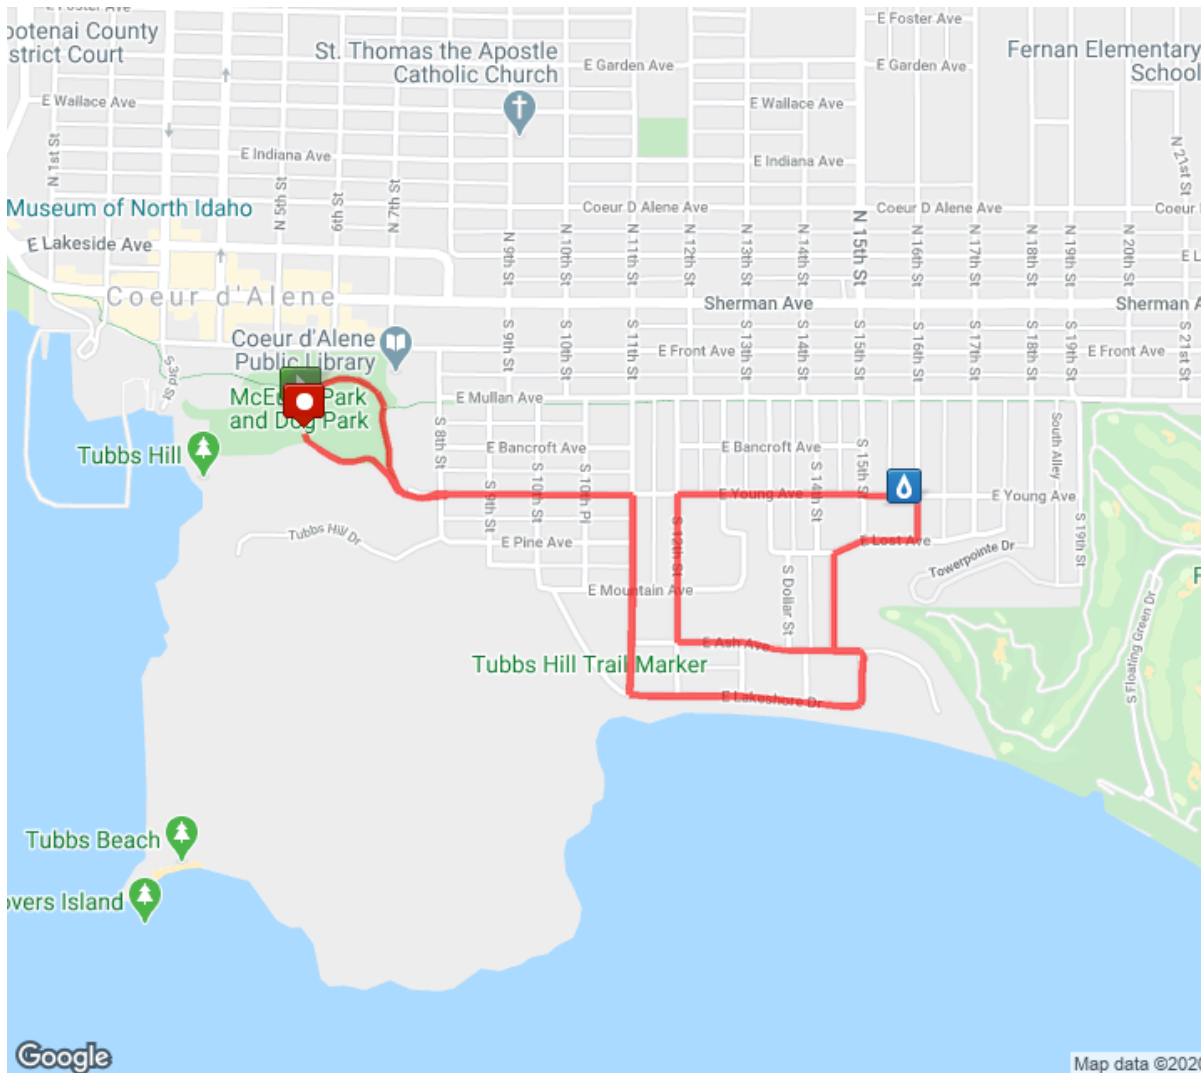 E Foster Ave
E Foster Ave
ootenai County
strict Court
St. Thomas the Apostle
Catholic Church
E Garden Ave
E Garden Ave
Fernan Elementary
School
E Wallace Ave
E Wallace Ave
E Indiana Ave
E Indiana Ave
N 1st St
N 21st St
N 5th St
6th St
N 7th St
Museum of North Idaho
Coeur D Alene Ave
Coeur D Alene Ave
Coeur
E Lakeside Ave
N 9th St
N 10th St
N 11th St
N 12th St
N 13th St
N 14th St
N 15th St
N 16th St
N 17th St
N 18th St
N 19th St
N 20th St
E L
Coeur d'Alene
Sherman Ave
Sherman A
Coeur d'Alene
Public Library
S 3rd St
S 9th St
S 10th St
S 11th St
E Front Ave
S 13th St
S 14th St
S 15th St
S 16th St
S 17th St
S 18th St
S 19th St
E Front Ave
S 21st St
McE Park
and Dog Park
E Mullan Ave
Tubbs Hill
S 8th St
E Bancroft Ave
E Bancroft Ave
S 15th St
South Alley
S 9th St
S 10th St
S 10th Pl
E Young Ave
S 14th St
E Young Ave
Tubbs Hill Dr
E Pine Ave
S 12th St
E Lost Ave
S 19th St
Towerpointe Dr
E Mountain Ave
S Dollar St
F
S Floating Green Dr
E Ash Ave
Tubbs Hill Trail Marker
E Lakeshore Dr
Tubbs Beach
overs Island
Google
Map data ©2020